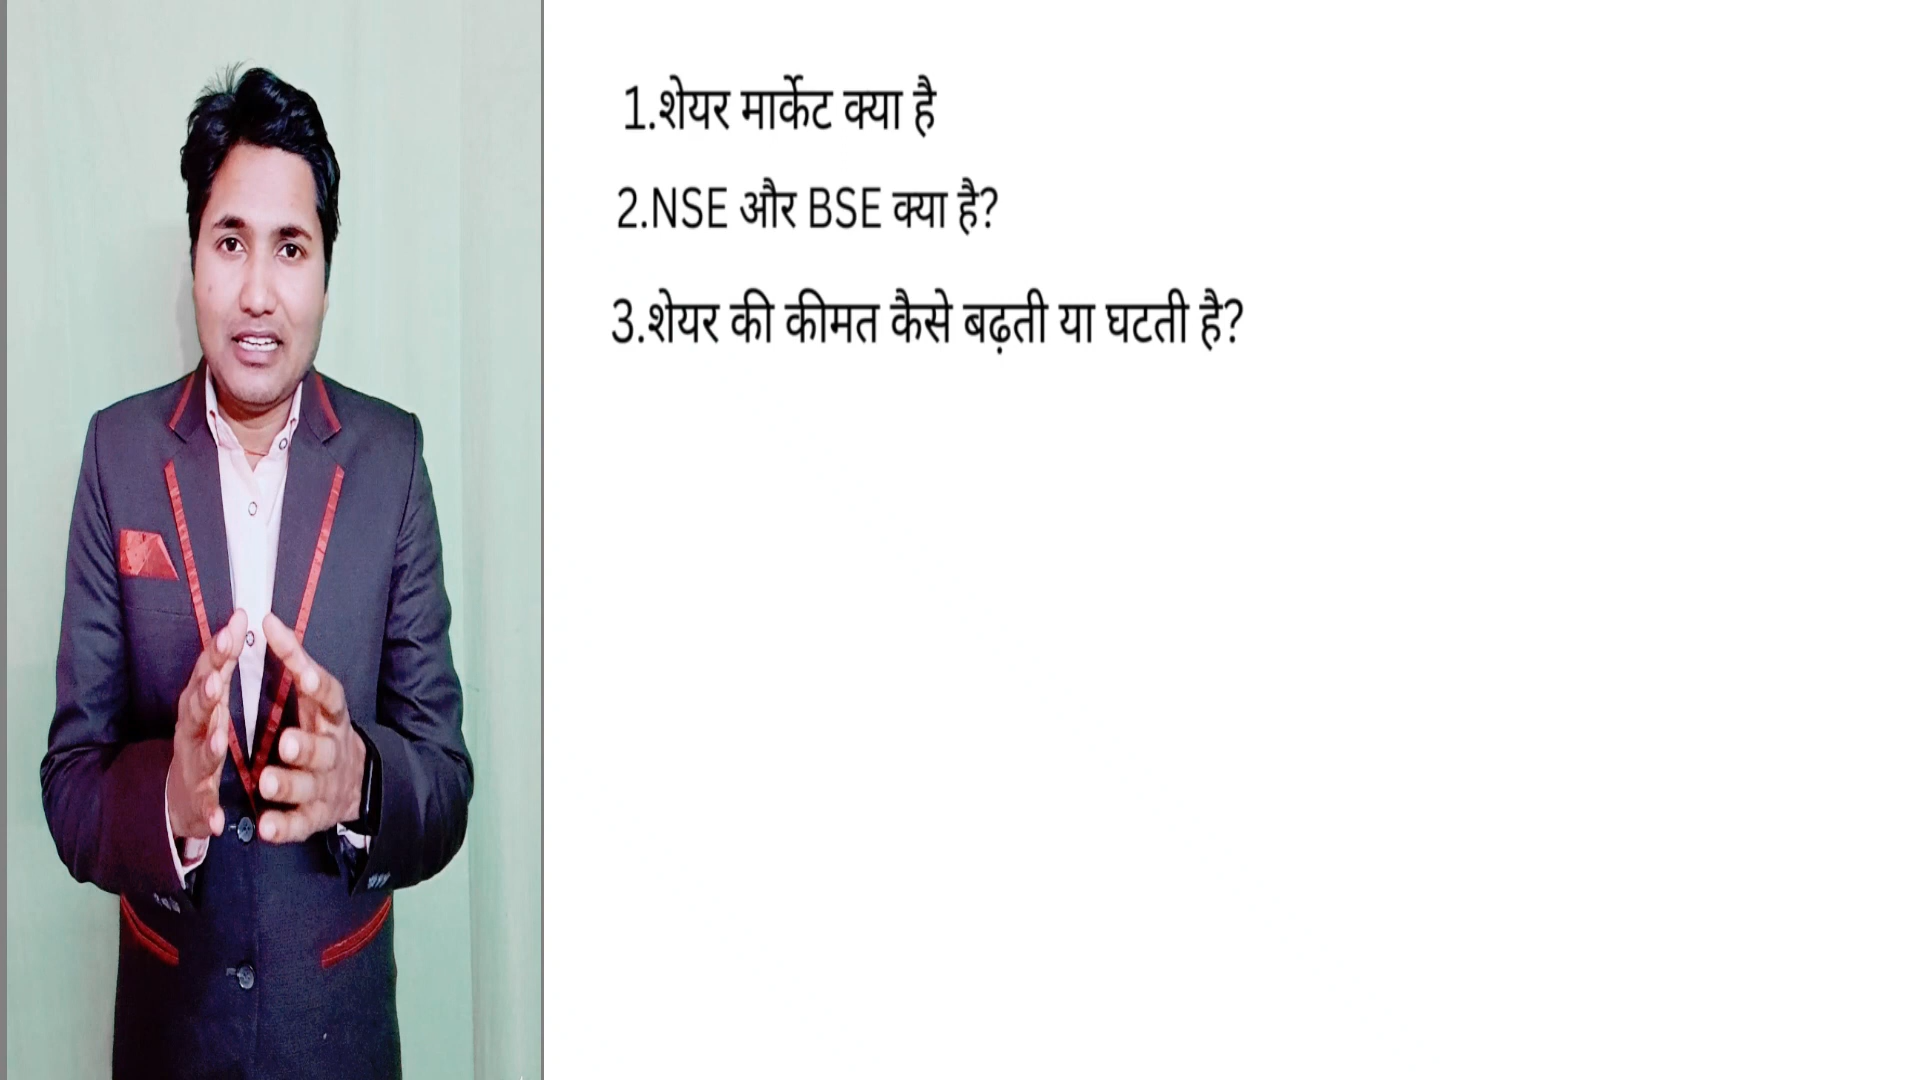 1.शेयर मार्केट क्या है
2.NSE और BSE क्या है?
3.शेयर की कीमत कैसे बढ़ती या घटती है?